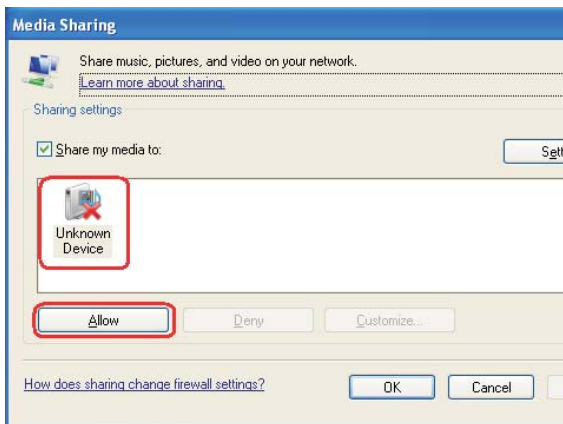 Media Sharing
Share music, pictures, and video on your network.
Learn more about sharing.
Sharing settings
Share my media to:
Sett
Unknown
Device
Allow
Deny
Customize...
How does sharing change firewall settings?
OK
Cancel